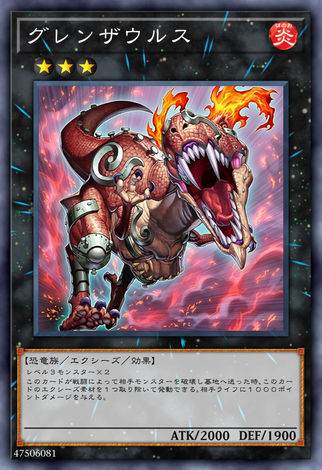 グレンザウルス
ほのお
炎
[恐竜族／エクシーズ／効果]
レベル３モンスター×２
このカードが戦闘によって相手モンスターを破壊し墓地へ送った時、このカー
ドのエクシーズ素材を１つ取り除いて発動できる。相手ライフに１０００ポイ
ントダメージを与える。
ATK/2000 DEF/1900
47506081